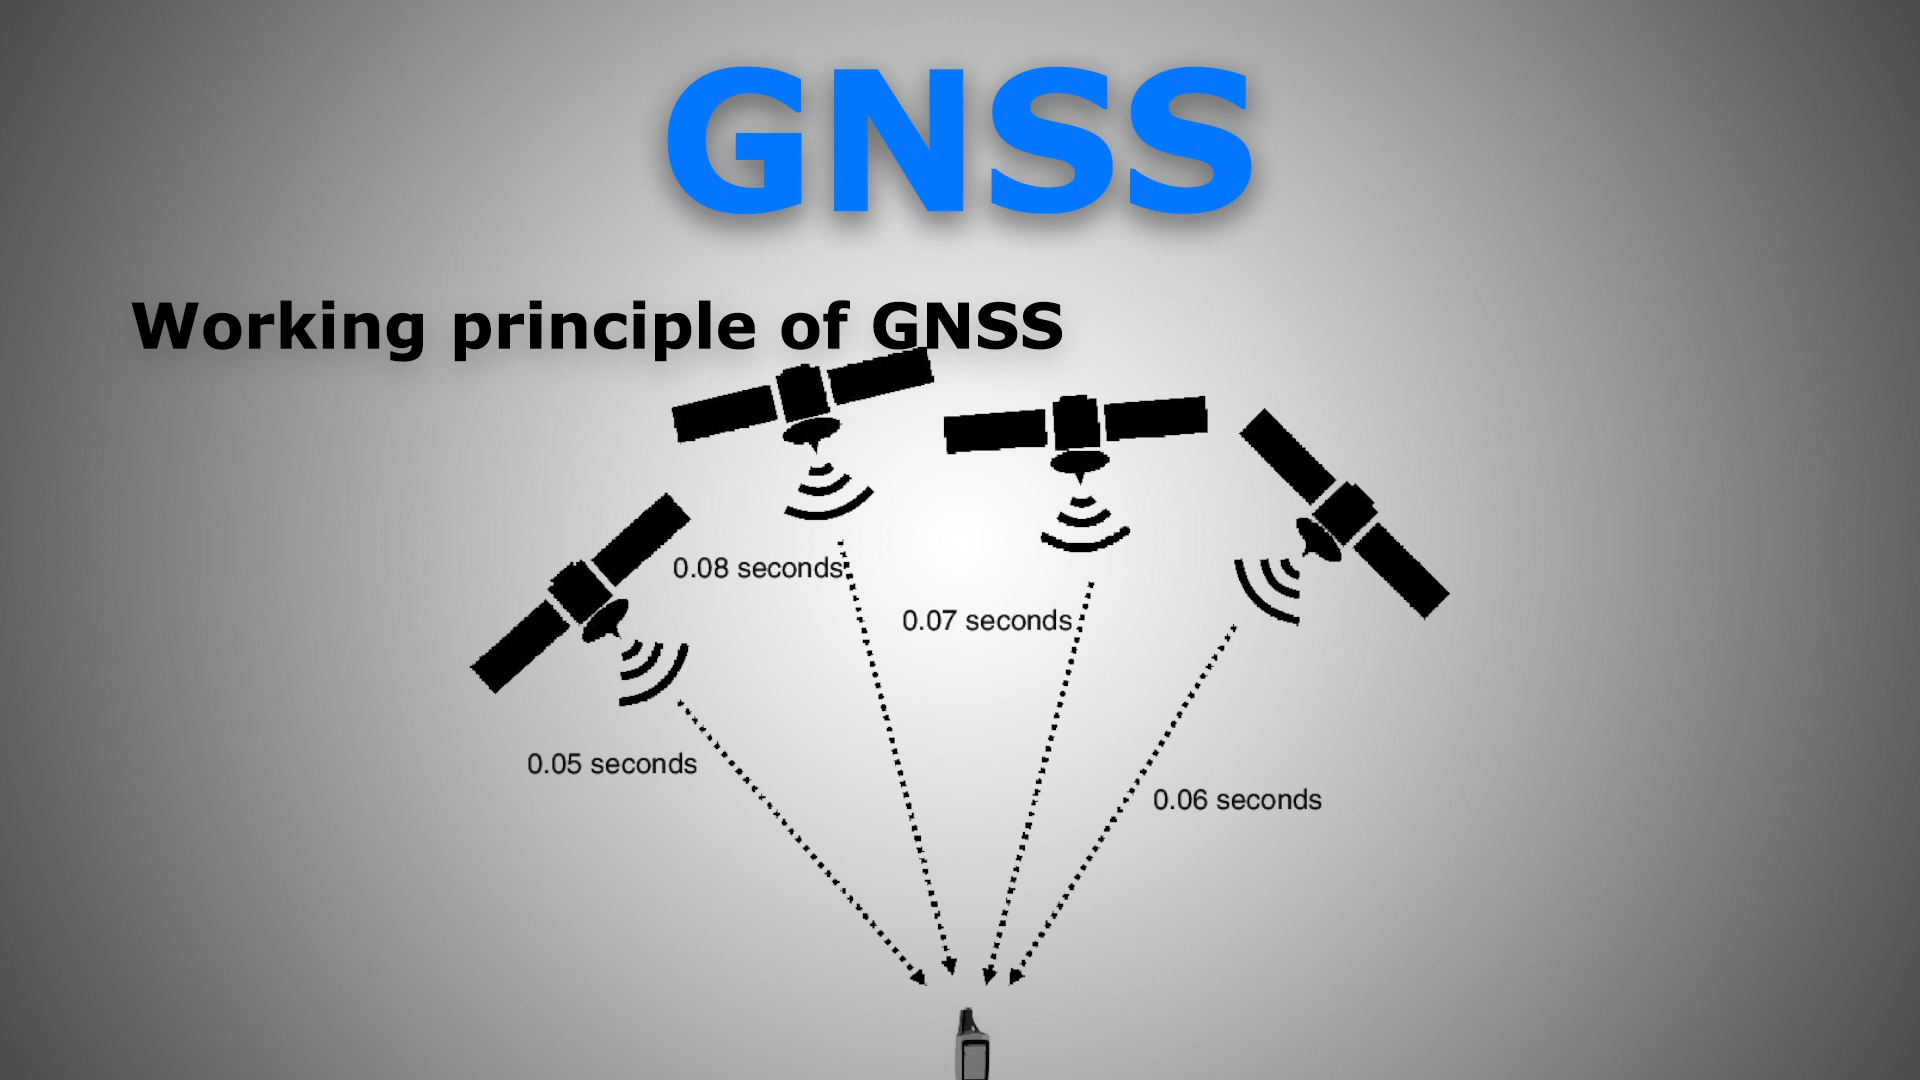 GNSS
Working principle of GNSS
0.08 seconds
0.07 seconds
0.05 seconds
0.06 seconds